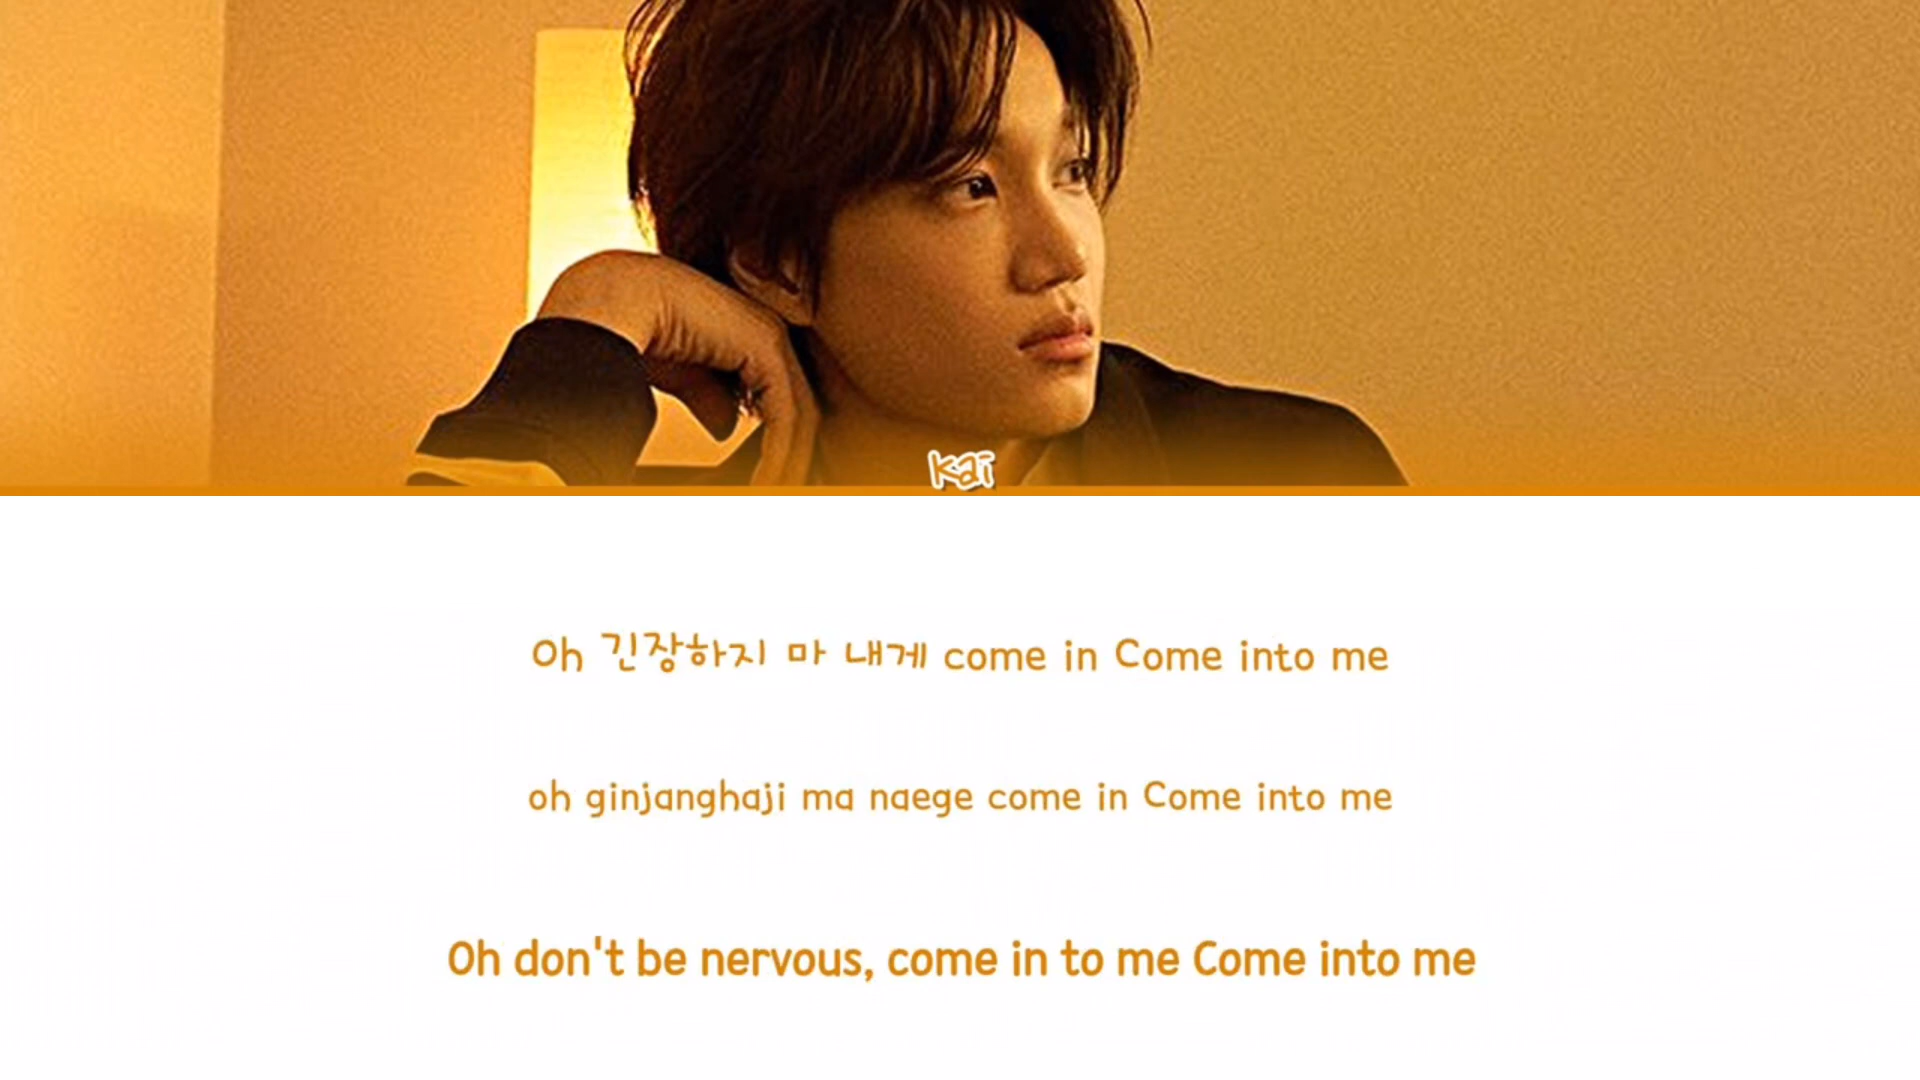 kai
Oh 긴장하지 마 내게 come in Come into me
oh ginjanghaji ma naege come in Come into me
Oh don't be nervous, come in to me Come into me